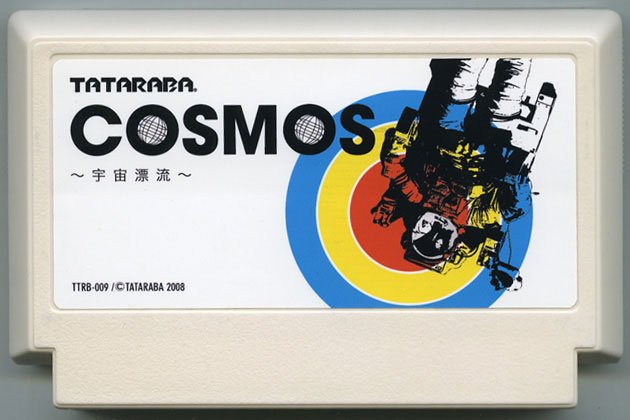 TATARABA®
COSMOS
～宇宙漂流～
TTRB-009 / ©TATARABA 2008